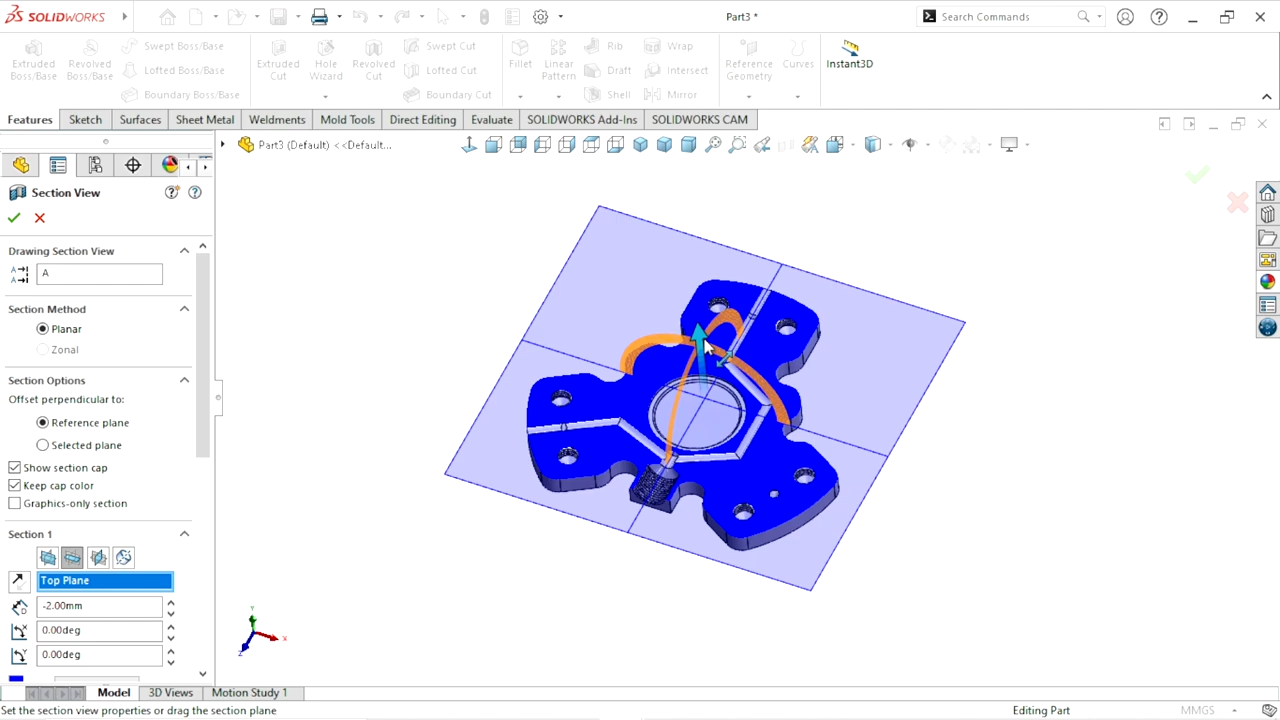 SOLIDWORKS
Part3 *
Search Commands
Extruded Boss/Base
Revolved Boss/Base
Swept Boss/Base
Lofted Boss/Base
Boundary Boss/Base
Extruded Cut
Hole Wizard
Revolved Cut
Swept Cut
Lofted Cut
Boundary Cut
Fillet
Linear Pattern
Rib
Draft
Shell
Wrap
Intersect
Mirror
Reference Geometry
Curves
Instant3D
Features
Sketch
Surfaces
Sheet Metal
Weldments
Mold Tools
Direct Editing
Evaluate
SOLIDWORKS Add-Ins
SOLIDWORKS CAM
Part3 (Default) <<Default...
Section View
Drawing Section View
A
Section Method
Planar
Zonal
Section Options
Offset perpendicular to:
Reference plane
Selected plane
Show section cap
Keep cap color
Graphics-only section
Section 1
Top Plane
-2.00mm
0.00deg
0.00deg
Y
X
Z
Model
3D Views
Motion Study 1
Set the section view properties or drag the section plane
Editing Part
MMGS